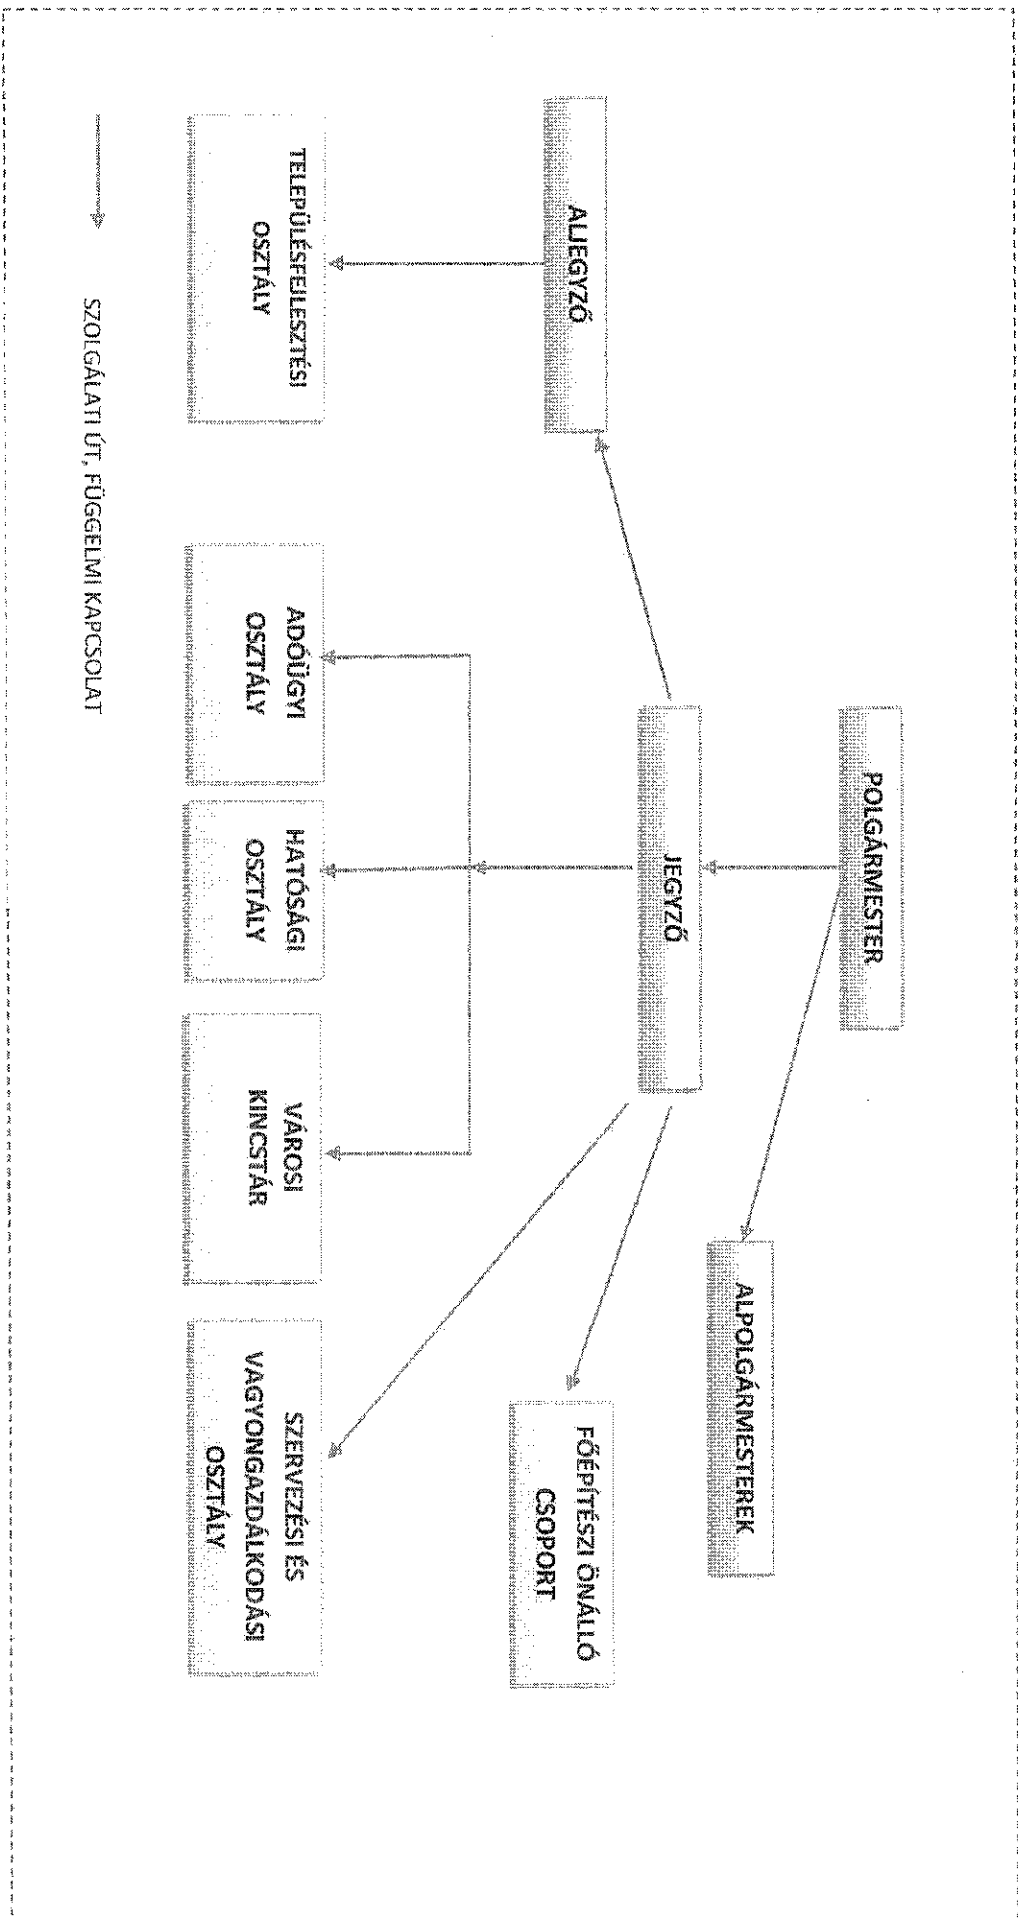 POLGÁRMESTER
ALPOLGÁRMESTEREK
JEGYZŐ
ALJEGYZŐ
FŐÉPÍTÉSZI ÖNÁLLÓ
CSOPORT
TELEPÜLÉSFEJLESZTÉSI
OSZTÁLY
ADÓÜGYI
OSZTÁLY
HATÓSÁGI
OSZTÁLY
VÁROSI
KINCSTÁR
SZERVEZÉSI ÉS
VAGYONGAZDÁLKODÁSI
OSZTÁLY
SZOLGÁLATI ÚT, FÜGGELMI KAPCSOLAT